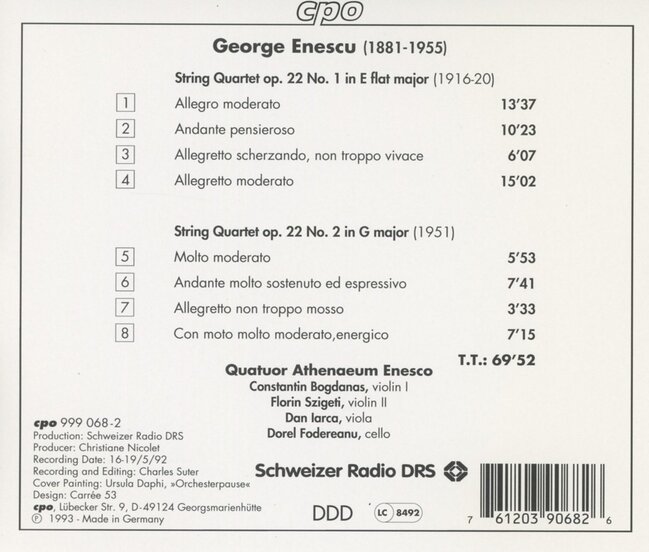 cpo
George Enescu (1881-1955)
String Quartet op. 22 No. 1 in E flat major (1916-20)
1 Allegro moderato 13'37
2 Andante pensieroso 10'23
3 Allegretto scherzando, non troppo vivace 6'07
4 Allegretto moderato 15'02
String Quartet op. 22 No. 2 in G major (1951)
5 Molto moderato 5'53
6 Andante molto sostenuto ed espressivo 7'41
7 Allegretto non troppo mosso 3'33
8 Con moto molto moderato,energico 7'15
T.T.: 69'52
Quatuor Athenaeum Enesco
Constantin Bogdanas, violin I
Florin Szigeti, violin II
Dan Iarca, viola
Dorel Fodereanu, cello
cpo 999 068-2
Production: Schweizer Radio DRS
Producer: Christiane Nicolet
Recording Date: 16-19/5/92
Recording and Editing: Charles Suter
Cover Painting: Ursula Daphi, »Orchesterpause«
Design: Carrée 53
cpo, Lübecker Str. 9, D-49124 Georgsmarienhütte
Ⓟ 1993 - Made in Germany
Schweizer Radio DRS
DDD
LC 8492
7 61203 90682 6